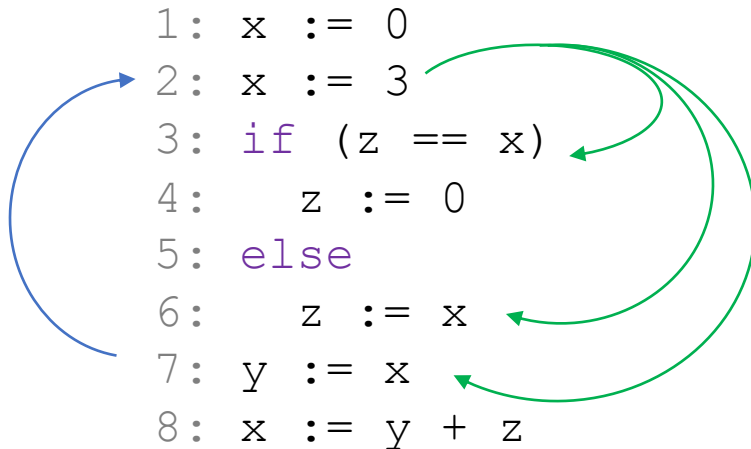 1: x := 0
2: x := 3
3: if (z == x)
4:   z := 0
5: else
6:   z := x
7: y := x
8: x := y + z